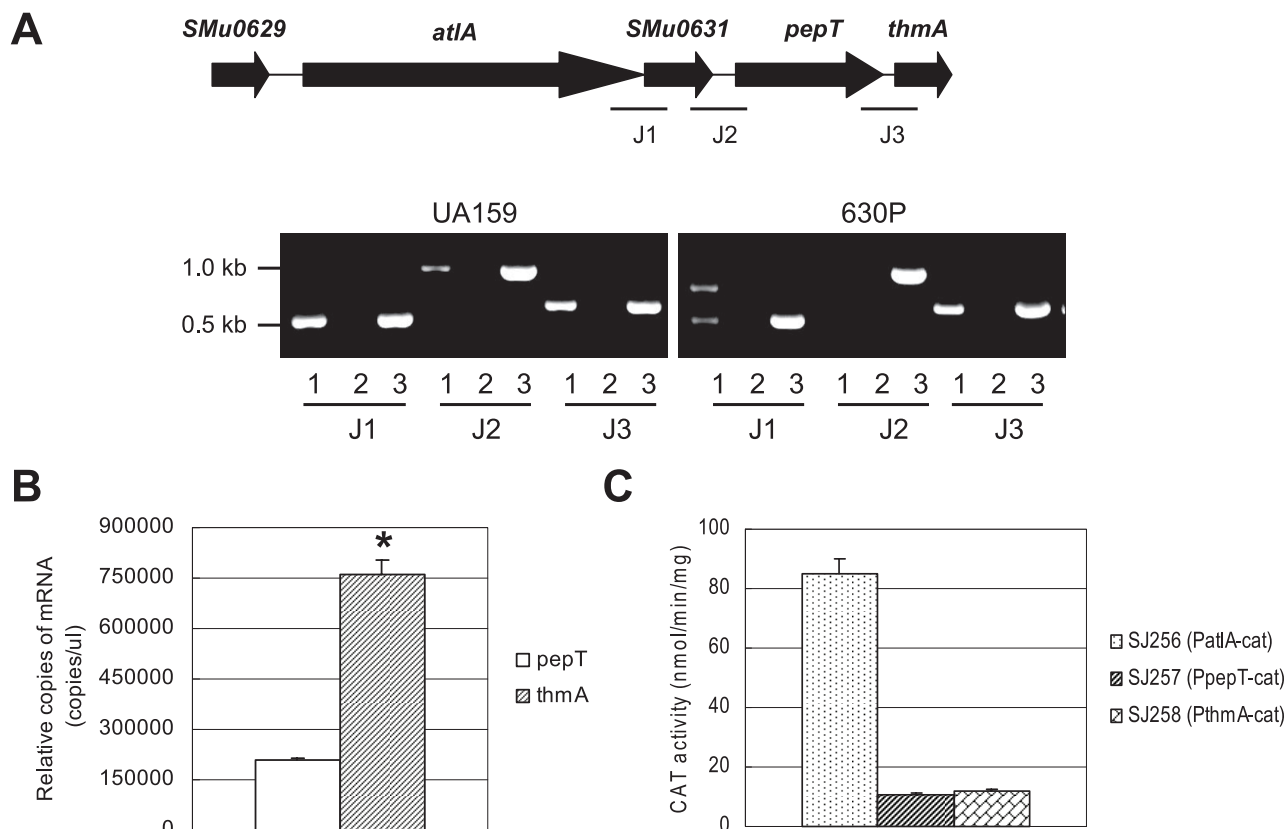 A
SMu0629 atlA SMu0631 pepT thmA
J1 J2 J3
UA159 630P
1.0 kb
0.5 kb
1 2 3 1 2 3 1 2 3 1 2 3 1 2 3 1 2 3
J1 J2 J3 J1 J2 J3
B
Relative copies of mRNA
(copies/ul)
900000
750000
600000
450000
300000
150000
0
*
pepT
thmA
C
CAT activity (nmol/min/mg)
100
80
60
40
20
0
SJ256 (PatlA-cat)
SJ257 (PpepT-cat)
SJ258 (PthmA-cat)